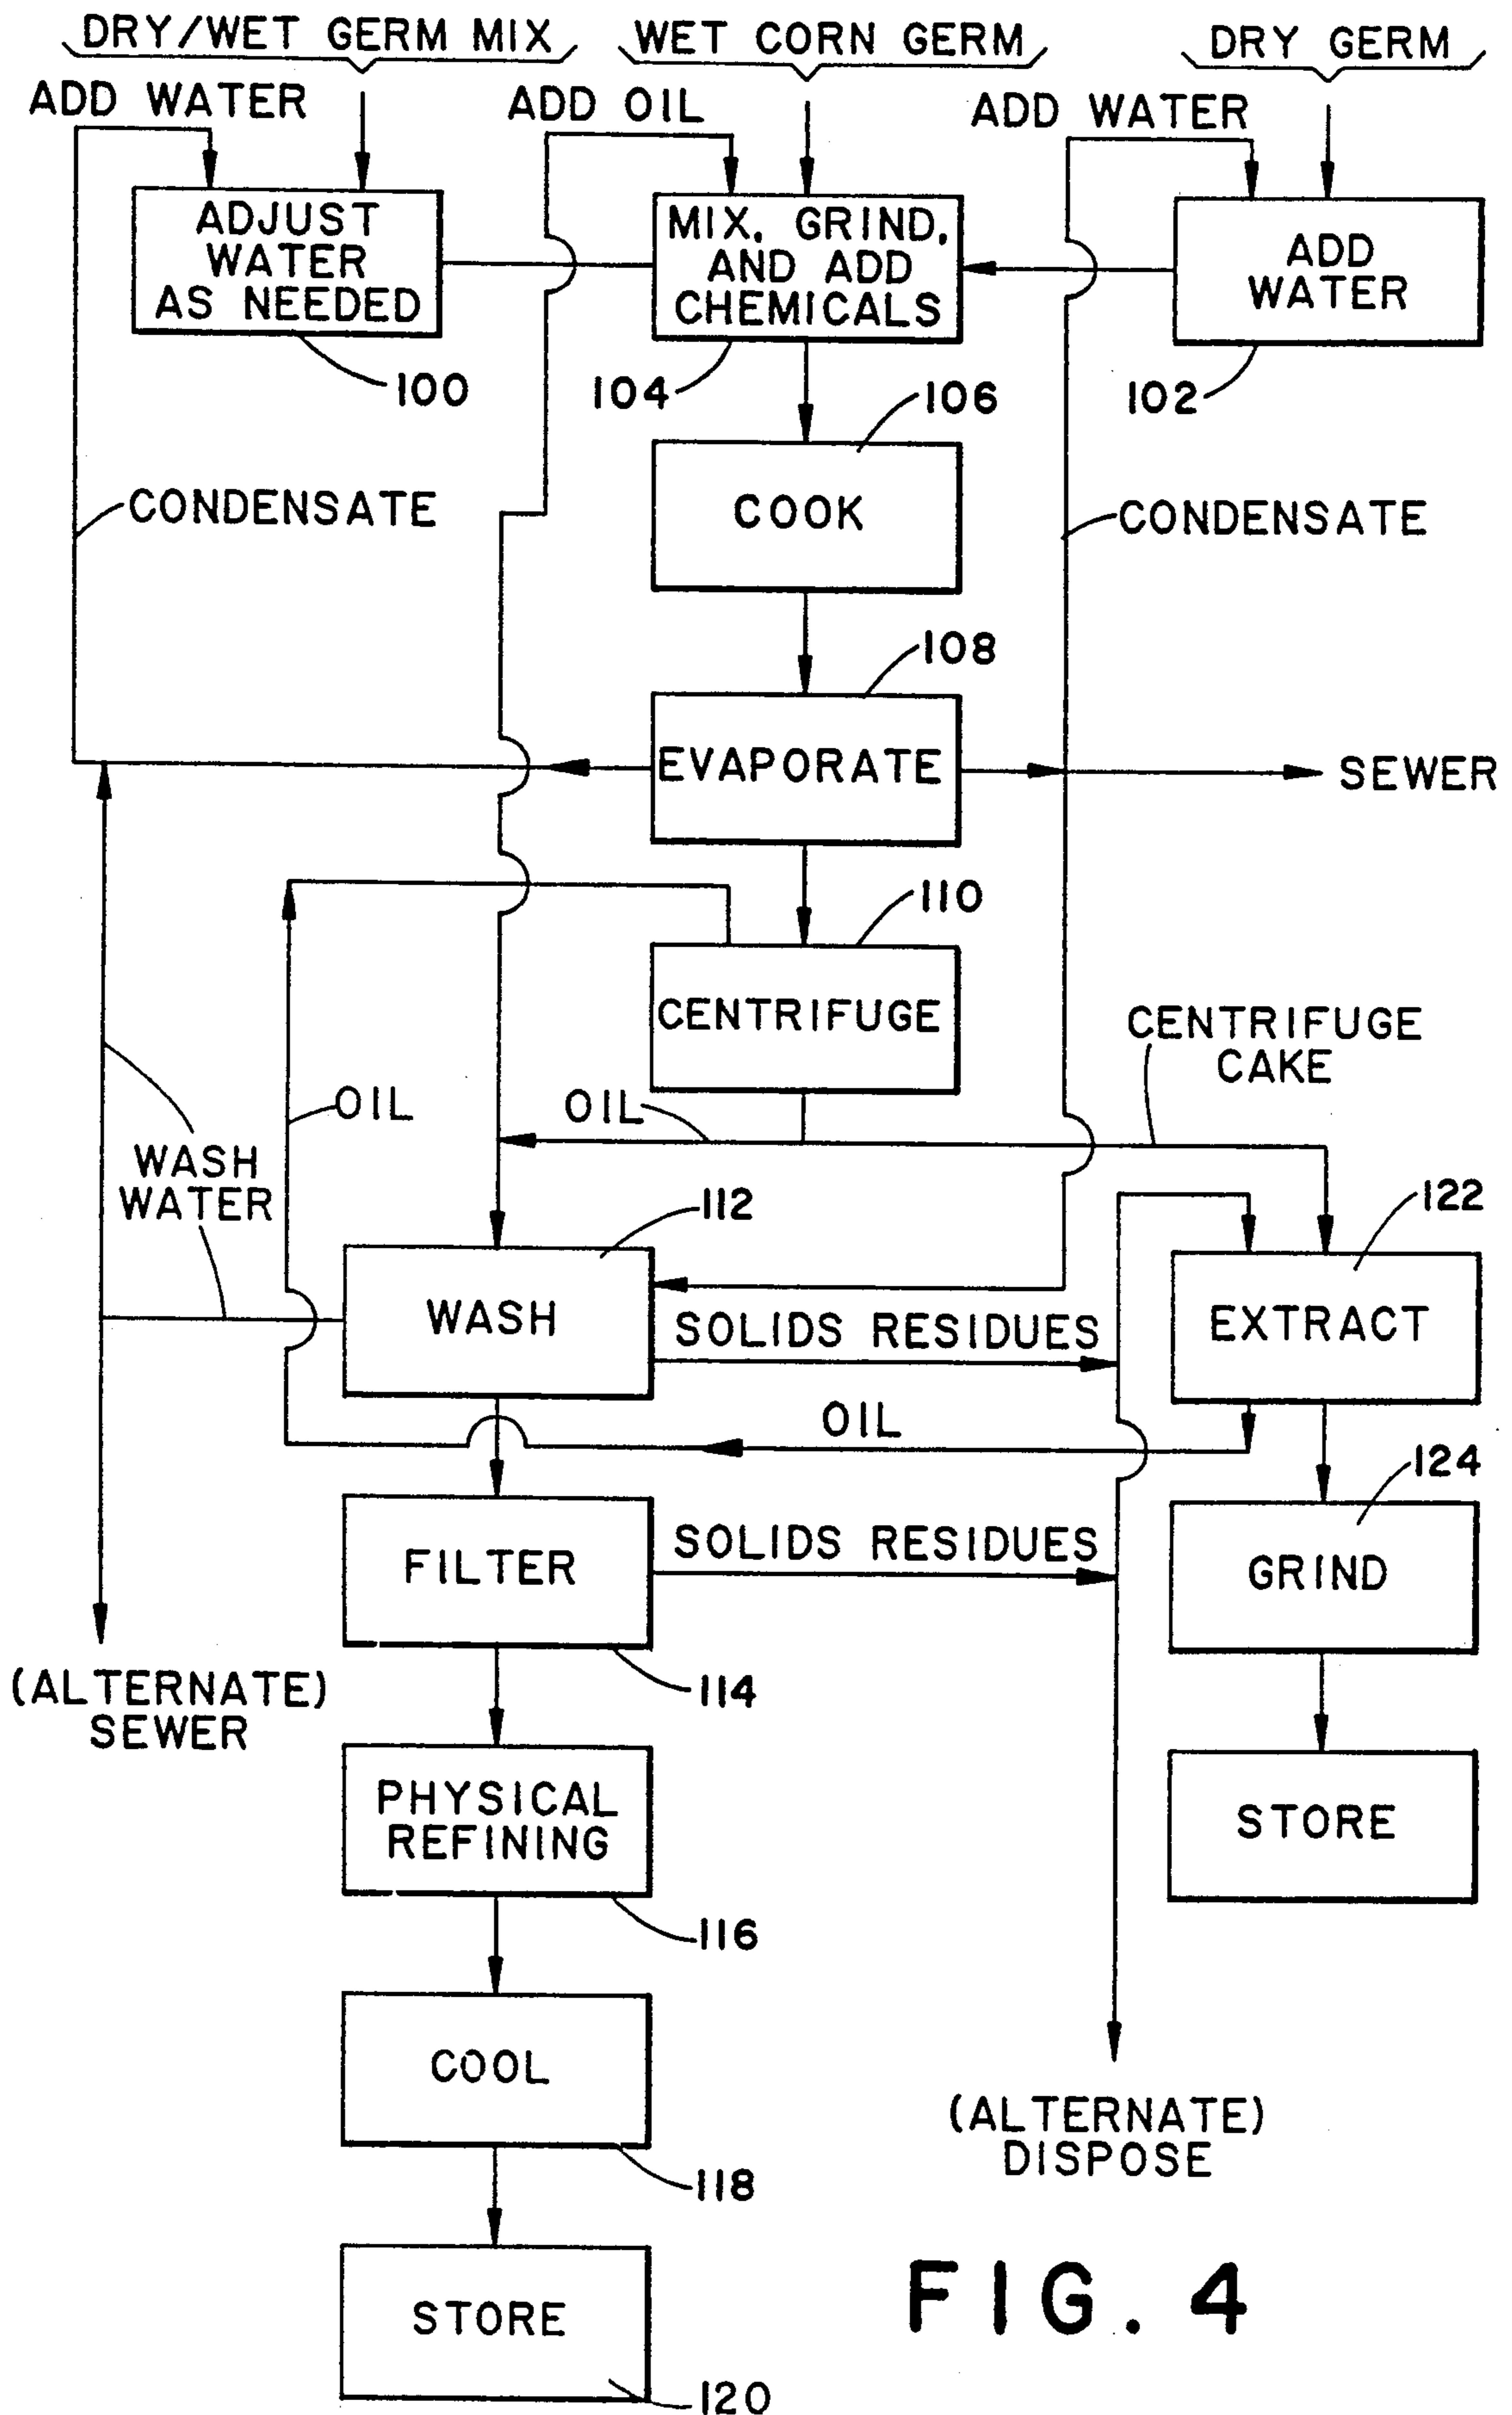 DRY/WET GERM MIX
WET CORN GERM
DRY GERM
ADD WATER
ADD OIL
ADD WATER
ADJUST
WATER
AS NEEDED
MIX, GRIND,
AND ADD
CHEMICALS
ADD
WATER
100
104
102
106
CONDENSATE
COOK
CONDENSATE
108
EVAPORATE
SEWER
110
CENTRIFUGE
CENTRIFUGE
CAKE
OIL
OIL
WASH
WATER
112
122
WASH
SOLIDS RESIDUES
EXTRACT
OIL
124
FILTER
SOLIDS RESIDUES
GRIND
(ALTERNATE)
SEWER
114
PHYSICAL
REFINING
STORE
116
COOL
(ALTERNATE)
DISPOSE
118
STORE
120
FIG. 4